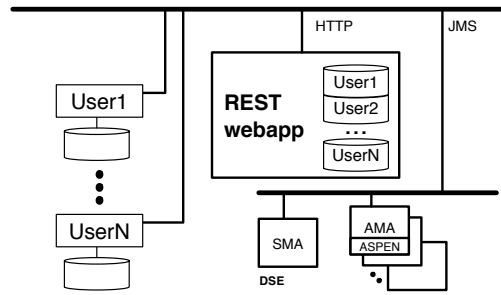 HTTP
JMS
User1
UserN
REST
webapp
User1
User2
...
UserN
SMA
DSE
AMA
ASPEN